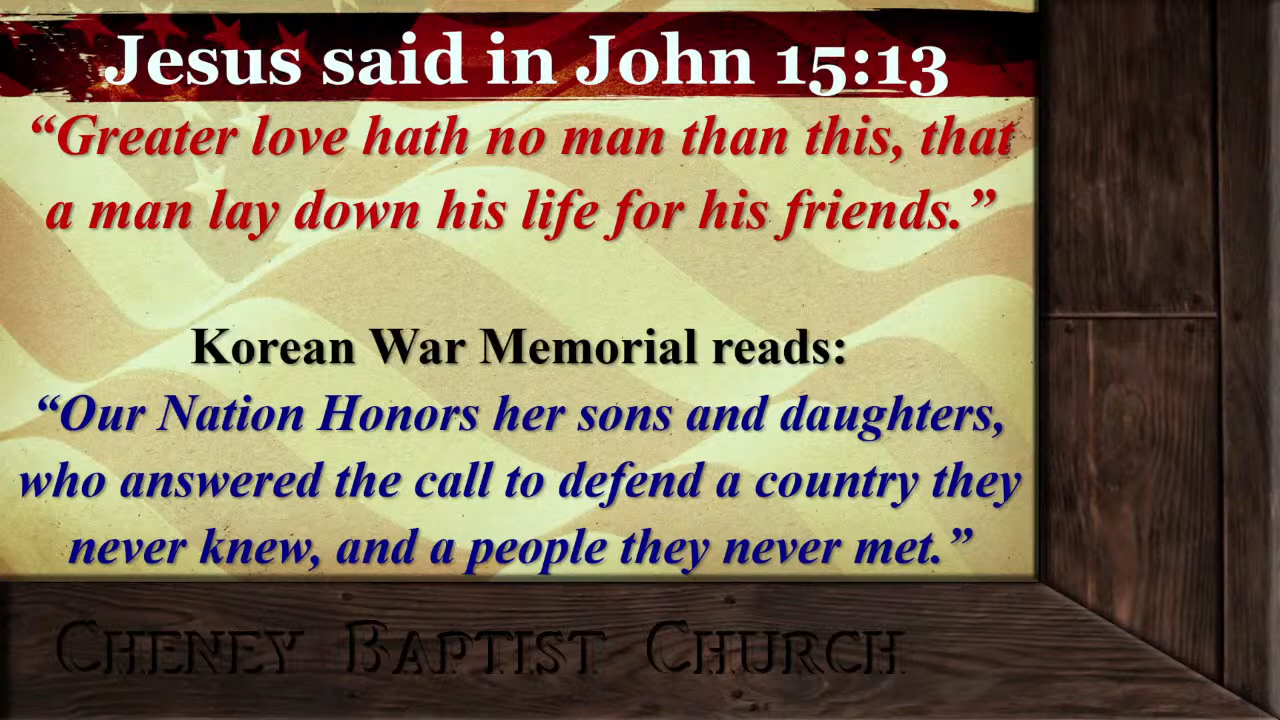 Jesus said in John 15:13
“Greater love hath no man than this, that
a man lay down his life for his friends.”
Korean War Memorial reads:
“Our Nation Honors her sons and daughters,
who answered the call to defend a country they
never knew, and a people they never met.”
Cheney Baptist Church